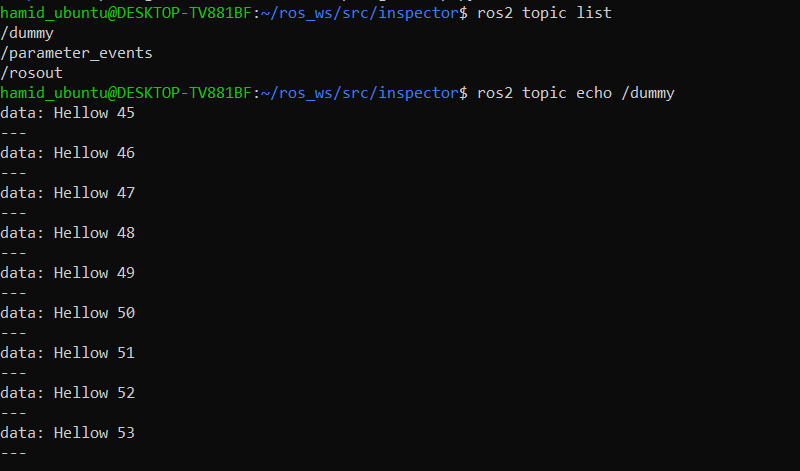 hamid_ubuntu@DESKTOP-TV881BF:~/ros_ws/src/inspector$ ros2 topic list
/dummy
/parameter_events
/rosout
hamid_ubuntu@DESKTOP-TV881BF:~/ros_ws/src/inspector$ ros2 topic echo /dummy
data: Hellow 45
---
data: Hellow 46
---
data: Hellow 47
---
data: Hellow 48
---
data: Hellow 49
---
data: Hellow 50
---
data: Hellow 51
---
data: Hellow 52
---
data: Hellow 53
---